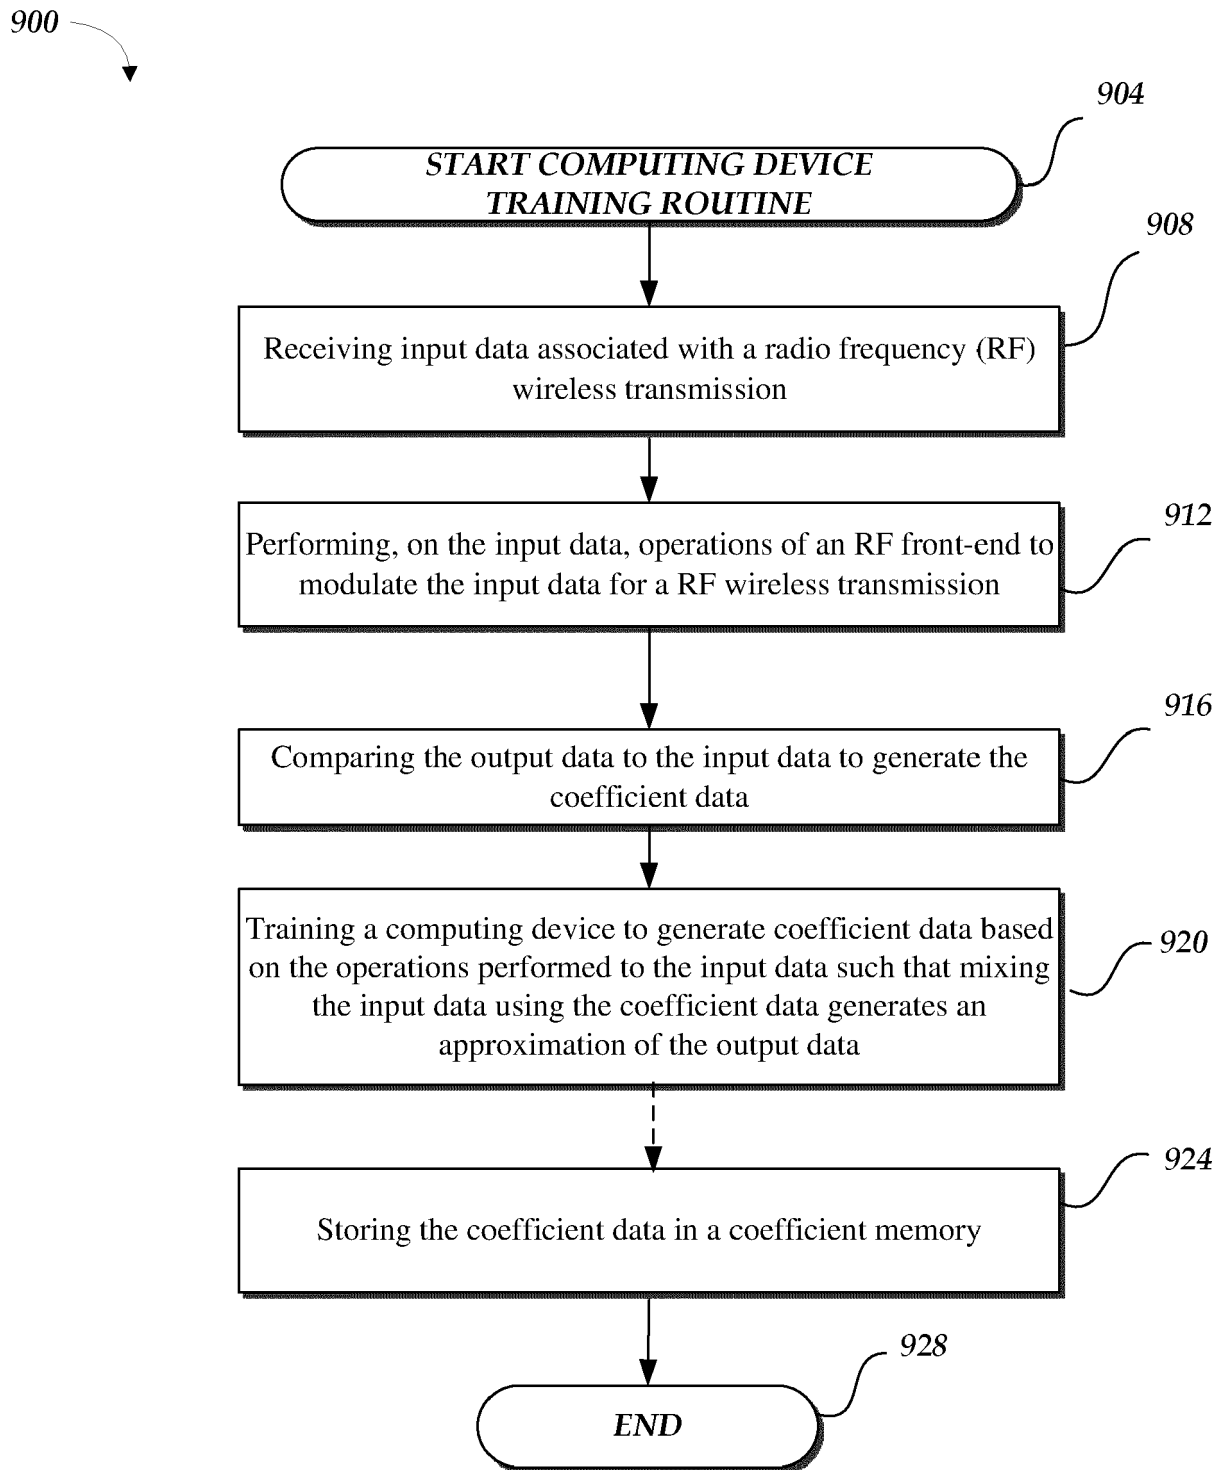 900
904
START COMPUTING DEVICE
TRAINING ROUTINE
908
Receiving input data associated with a radio frequency (RF)
wireless transmission
912
Performing, on the input data, operations of an RF front-end to
modulate the input data for a RF wireless transmission
916
Comparing the output data to the input data to generate the
coefficient data
Training a computing device to generate coefficient data based
on the operations performed to the input data such that mixing
the input data using the coefficient data generates an
approximation of the output data
920
924
Storing the coefficient data in a coefficient memory
928
END